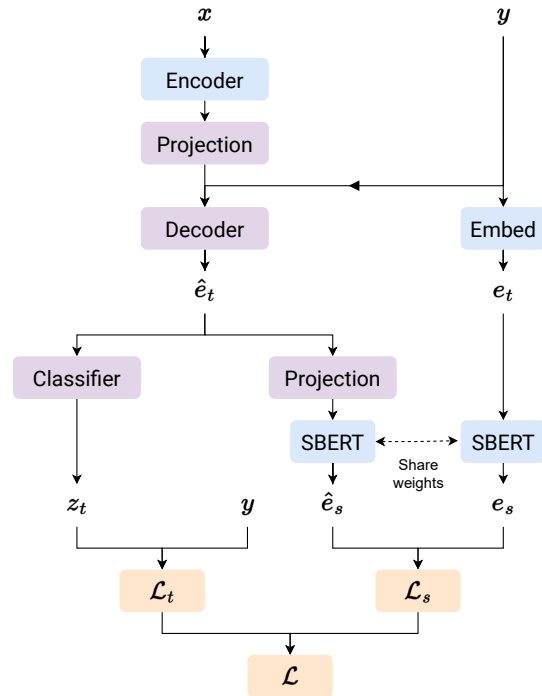 x y
Encoder
Projection
Decoder Embed
ê_t e_t
Classifier Projection
SBERT SBERT
Share
weights
z_t y ê_s e_s
ℒ_t ℒ_s
ℒ